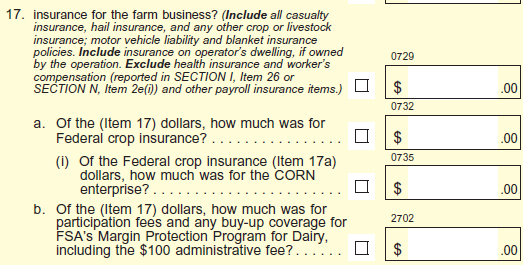 17. insurance for the farm business? (Include all casualty
insurance, hail insurance, and any other crop or livestock
insurance; motor vehicle liability and blanket insurance
policies. Include insurance on operator's dwelling, if owned
by the operation. Exclude health insurance and worker's
compensation (reported in SECTION I, Item 26 or
SECTION N, Item 2e(i)) and other payroll insurance items.)
0729
$ .00
a. Of the (Item 17) dollars, how much was for
Federal crop insurance? . . . . . . . . . . . . . . . .
0732
$ .00
(i) Of the Federal crop insurance (Item 17a)
dollars, how much was for the CORN
enterprise? . . . . . . . . . . . . . . . . . . . . . . .
0735
$ .00
b. Of the (Item 17) dollars, how much was for
participation fees and any buy-up coverage for
FSA's Margin Protection Program for Dairy,
including the $100 administrative fee? . . . . . .
2702
$ .00